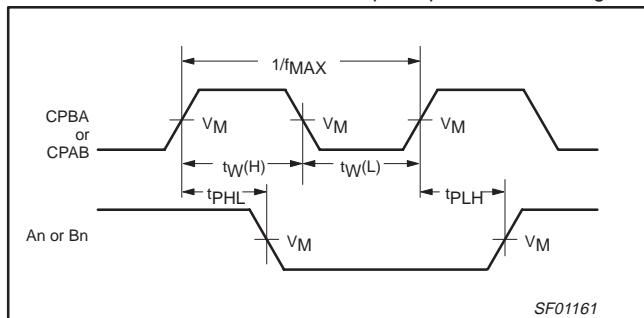 1/fMAX
CPBA
or
CPAB
VM
VM
VM
tW(H)
tW(L)
tPHL
tPLH
An or Bn
VM
VM
SF01161